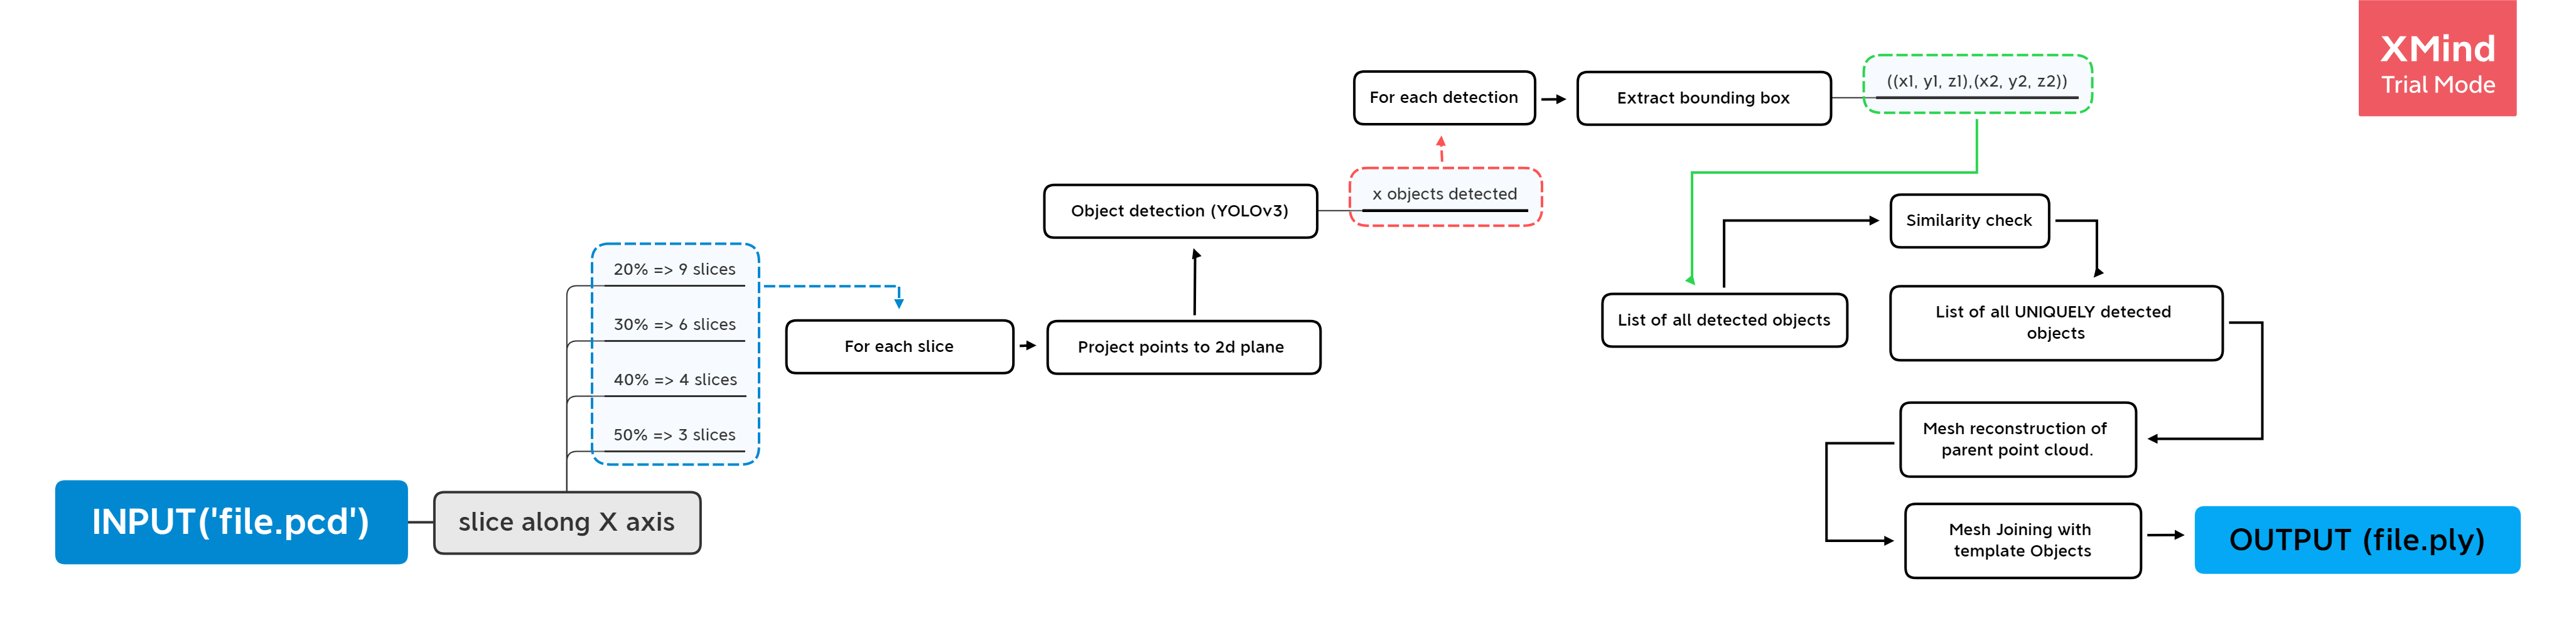 XMind
Trial Mode
For each detection
Extract bounding box
((x1, y1, z1),(x2, y2, z2))
Object detection (YOLOv3)
x objects detected
Similarity check
20% => 9 slices
30% => 6 slices
40% => 4 slices
50% => 3 slices
For each slice
Project points to 2d plane
List of all detected objects
List of all UNIQUELY detected
objects
Mesh reconstruction of
parent point cloud.
INPUT('file.pcd')
slice along X axis
Mesh Joining with
template Objects
OUTPUT (file.ply)